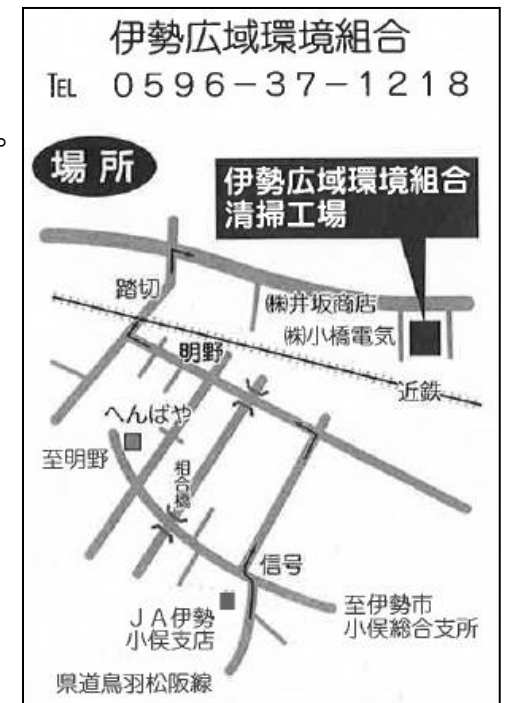 伊勢広域環境組合
TEL 0596-37-1218
。
場所
伊勢広域環境組合
清掃工場
踏切
㈱井坂商店
㈱小橋電気
明野
近鉄
へんばや
至明野
相合橋
信号
JA伊勢
小俣支店
至伊勢市
小俣総合支所
県道鳥羽松阪線